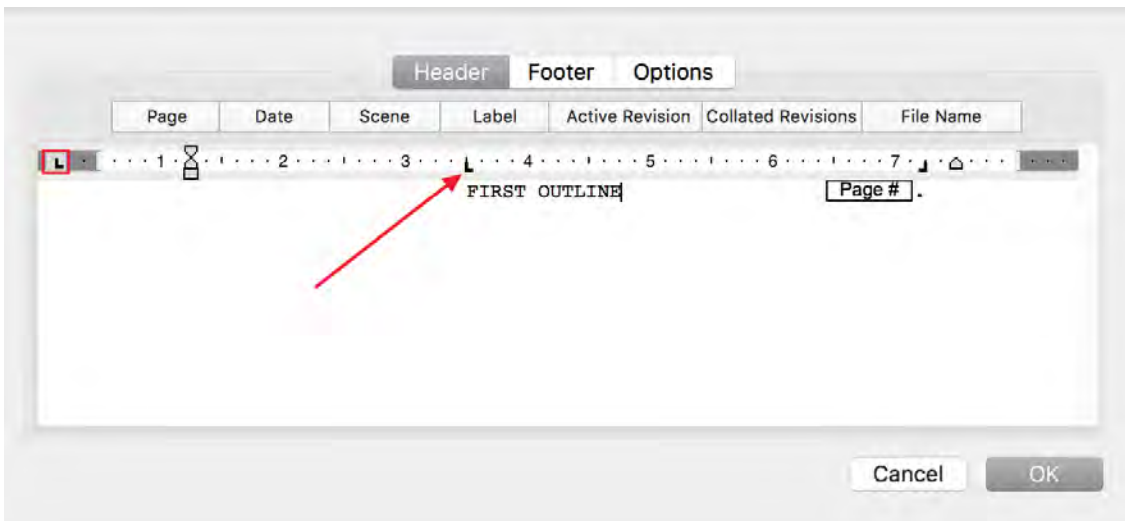 Header Footer Options
Page Date Scene Label Active Revision Collated Revisions File Name
1 2 3 4 5 6 7
FIRST OUTLINE Page # .
Cancel OK